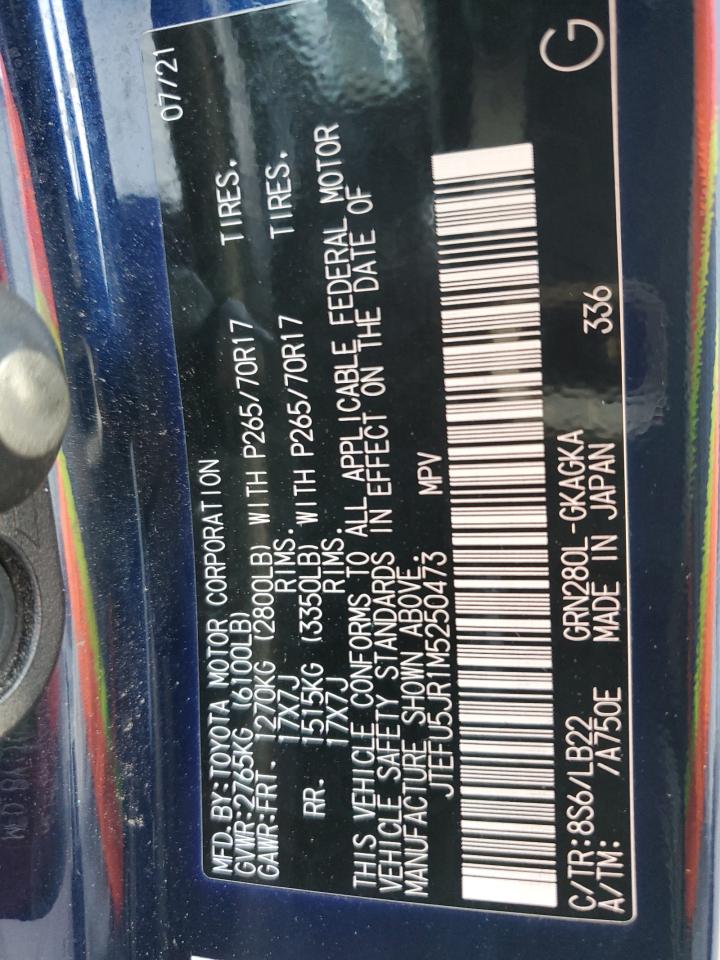 07/21
MFD.BY:TOYOTA MOTOR CORPORATION
GVWR:2765KG (6100LB)
GAWR:FRT. 1270KG (2800LB) WITH P265/70R17 TIRES.
17X7J RIMS.
RR. 1515KG (3350LB) WITH P265/70R17 TIRES.
17X7J RIMS.
THIS VEHICLE CONFORMS TO ALL APPLICABLE FEDERAL MOTOR
VEHICLE SAFETY STANDARDS IN EFFECT ON THE DATE OF
MANUFACTURE SHOWN ABOVE.
JTEFU5JR1M5250473 MPV
C/TR:8S6/LB22 GRN280L-GKAGKA 336 G
A/TM: /A750E MADE IN JAPAN